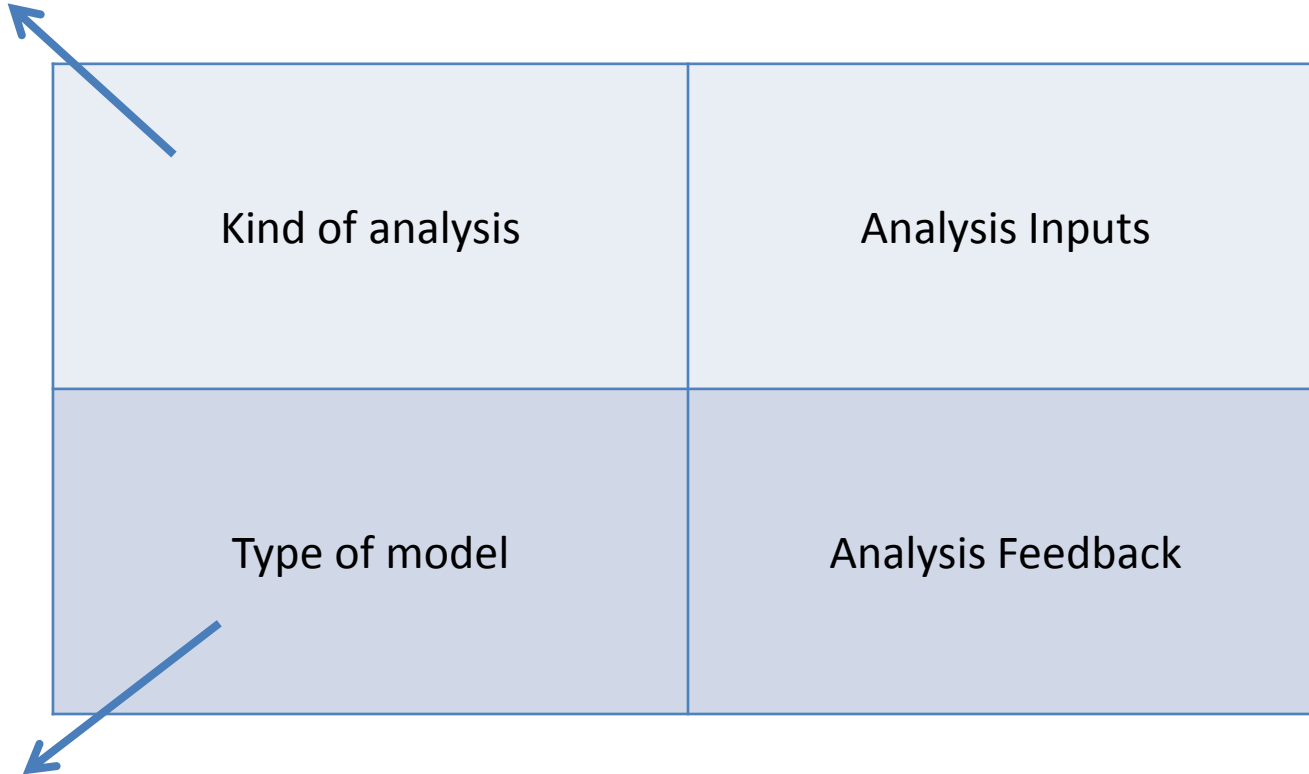 Kind of analysis
Analysis Inputs
Type of model
Analysis Feedback